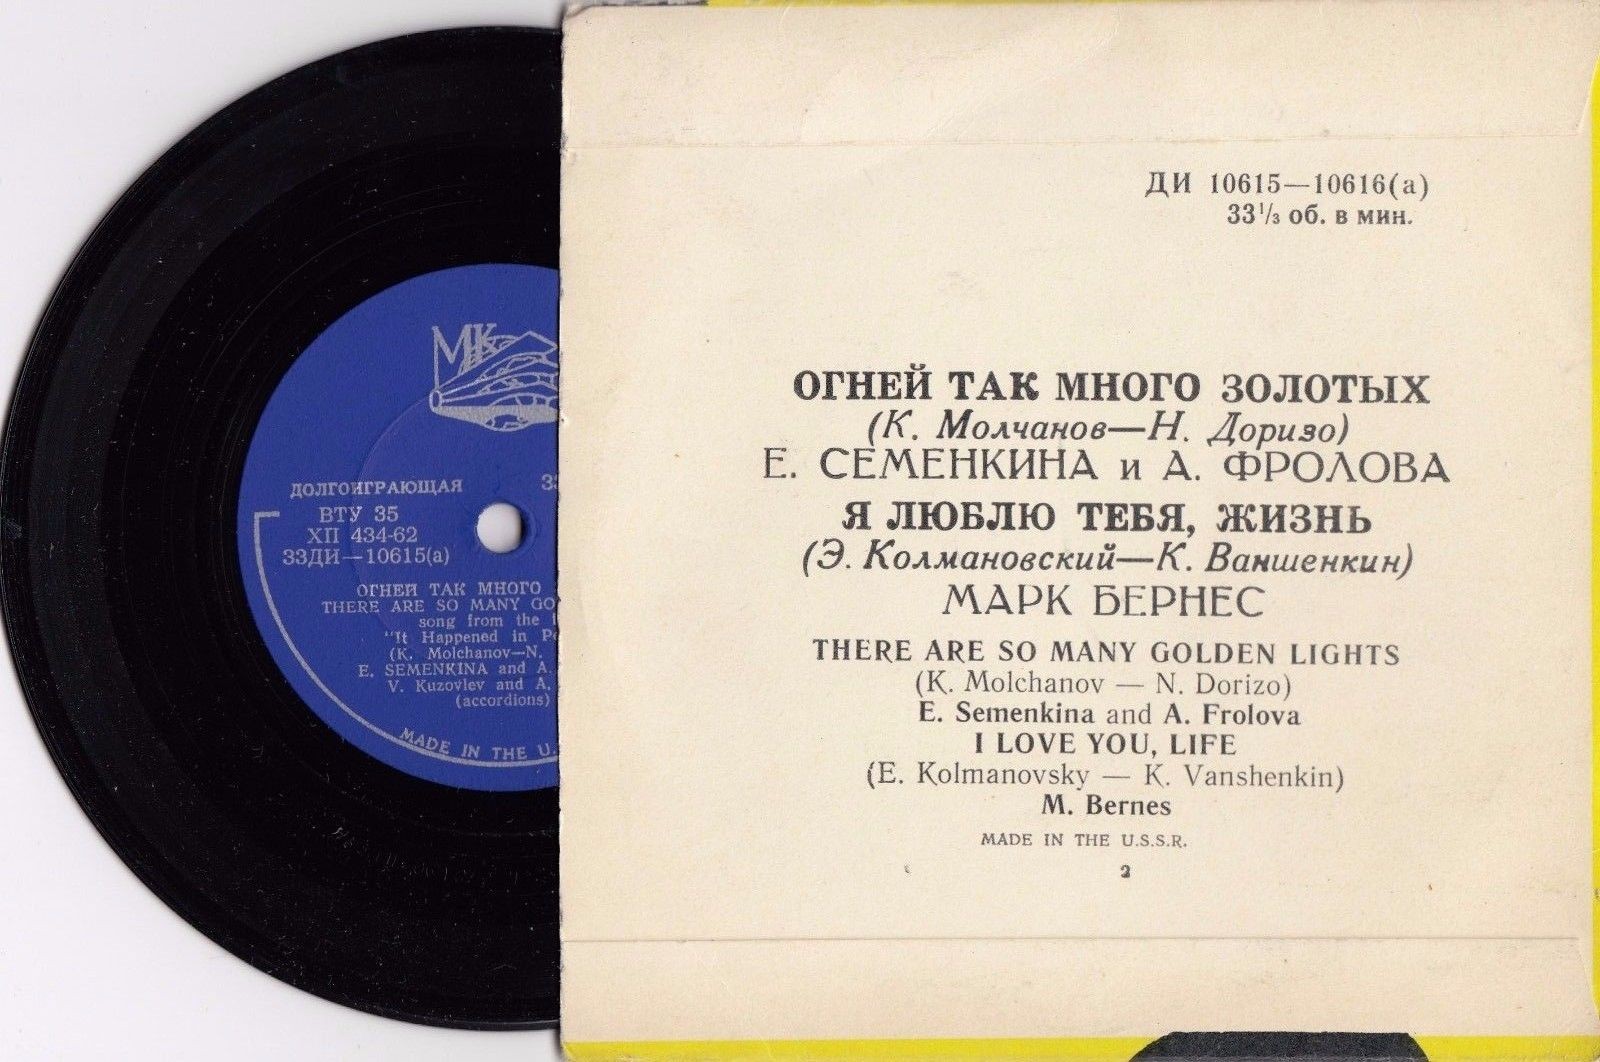 МК
ДОЛГОИГРАЮЩАЯ
ВТУ 35
ХП 434-62
33ДИ—10615(а)
ОГНЕЙ ТАК МНОГО
THERE ARE SO MANY
song from the
"It Happened in
(K. Molchanov—N.
E. SEMENKINA and A.
V. Kuzovlev and A.
(accordions)
MADE IN THE U.
ДИ 10615—10616(а)
33⅓ об. в мин.
ОГНЕЙ ТАК МНОГО ЗОЛОТЫХ
(К. Молчанов—Н. Доризо)
Е. СЕМЕНКИНА и А. ФРОЛОВА
Я ЛЮБЛЮ ТЕБЯ, ЖИЗНЬ
(Э. Колмановский—К. Ваншенкин)
МАРК БЕРНЕС
THERE ARE SO MANY GOLDEN LIGHTS
(K. Molchanov — N. Dorizo)
E. Semenkina and A. Frolova
I LOVE YOU, LIFE
(E. Kolmanovsky — K. Vanshenkin)
M. Bernes
MADE IN THE U.S.S.R.
2